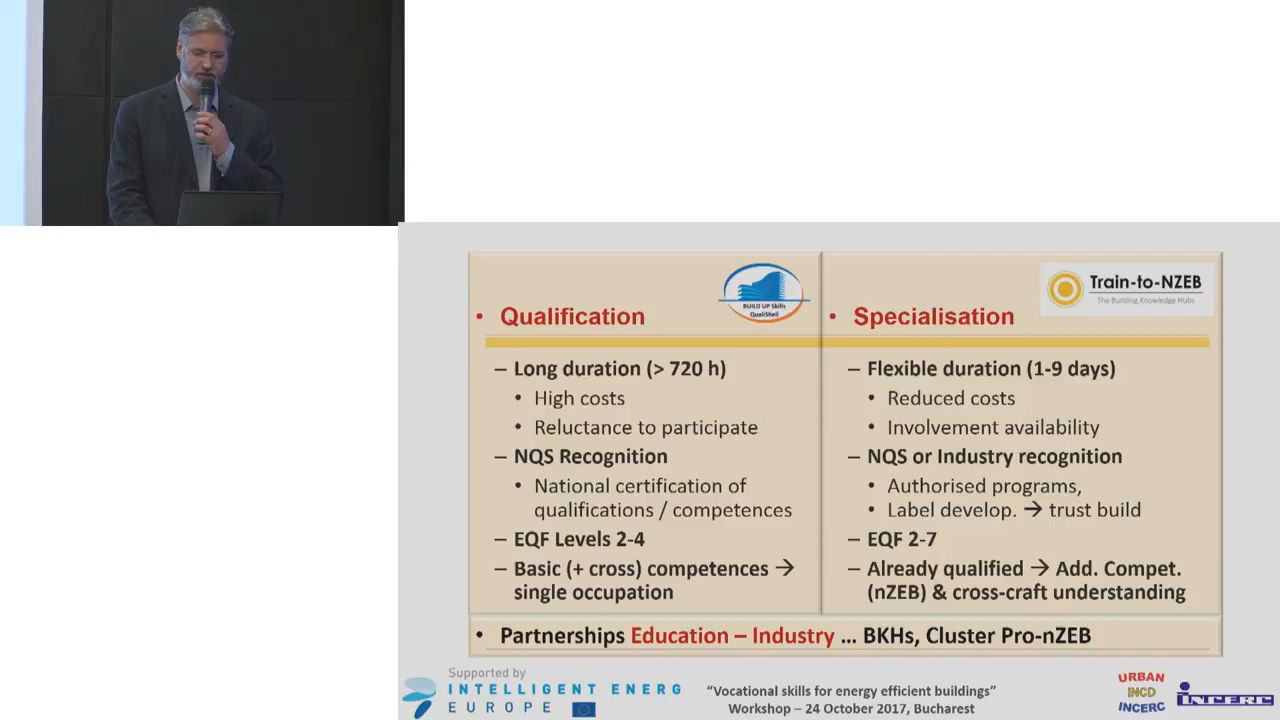 BUILD UP Skills
QualiShell
Train-to-NZEB
The Building Knowledge Hubs
• Qualification
• Specialisation
– Long duration (> 720 h)
• High costs
• Reluctance to participate
– NQS Recognition
• National certification of
qualifications / competences
– EQF Levels 2-4
– Basic (+ cross) competences →
single occupation
– Flexible duration (1-9 days)
• Reduced costs
• Involvement availability
– NQS or Industry recognition
• Authorised programs,
• Label develop. → trust build
– EQF 2-7
– Already qualified → Add. Compet.
(nZEB) & cross-craft understanding
• Partnerships Education – Industry ... BKHs, Cluster Pro-nZEB
Supported by
INTELLIGENT ENERG
EUROPE
“Vocational skills for energy efficient buildings”
Workshop – 24 October 2017, Bucharest
URBAN
INCD
INCERC
INCERC